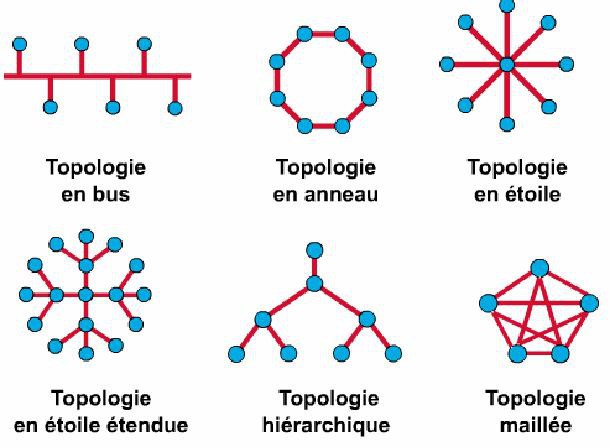 Topologie
en bus
Topologie
en anneau
Topologie
en étoile
Topologie
en étoile étendue
Topologie
hiérarchique
Topologie
maillée